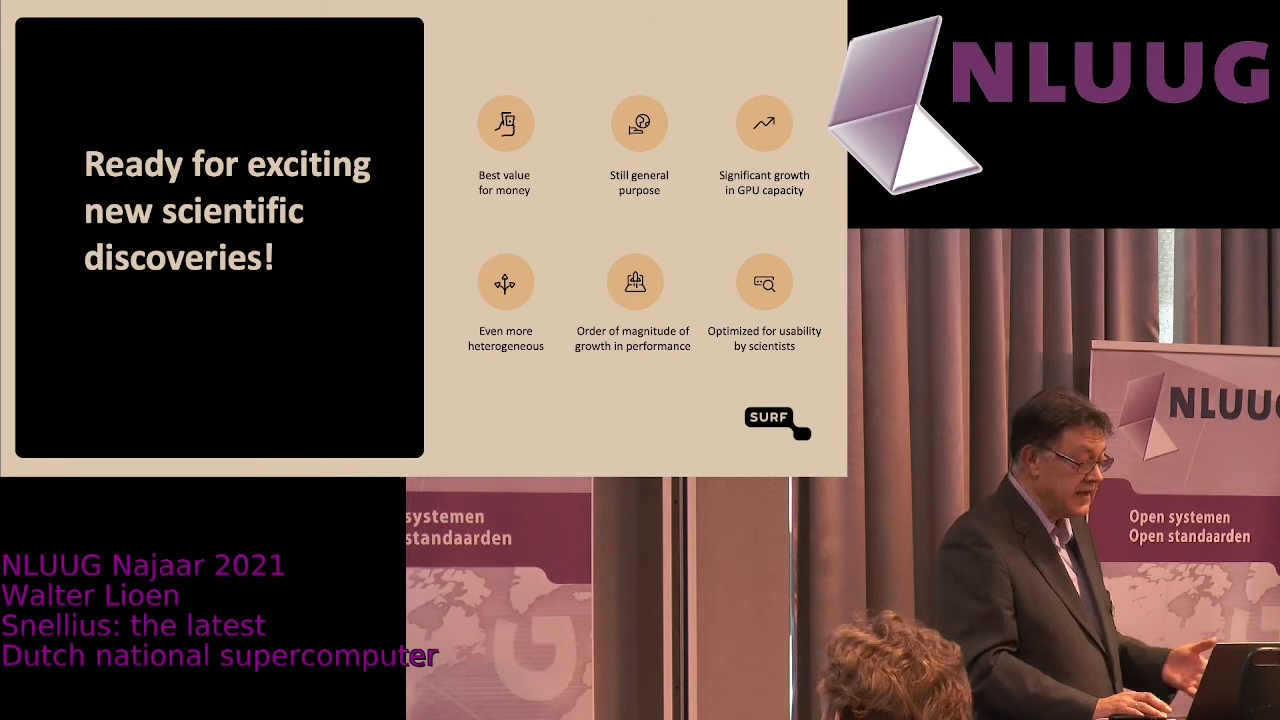 Ready for exciting
new scientific
discoveries!
Best value
for money
Still general
purpose
Significant growth
in GPU capacity
Even more
heterogeneous
Order of magnitude of
growth in performance
Optimized for usability
by scientists
SURF
NLUUG
NLUU
Open systemen
Open standaarden
systemen
standaarden
G
NLUUG Najaar 2021
Walter Lioen
Snellius: the latest
Dutch national supercomputer